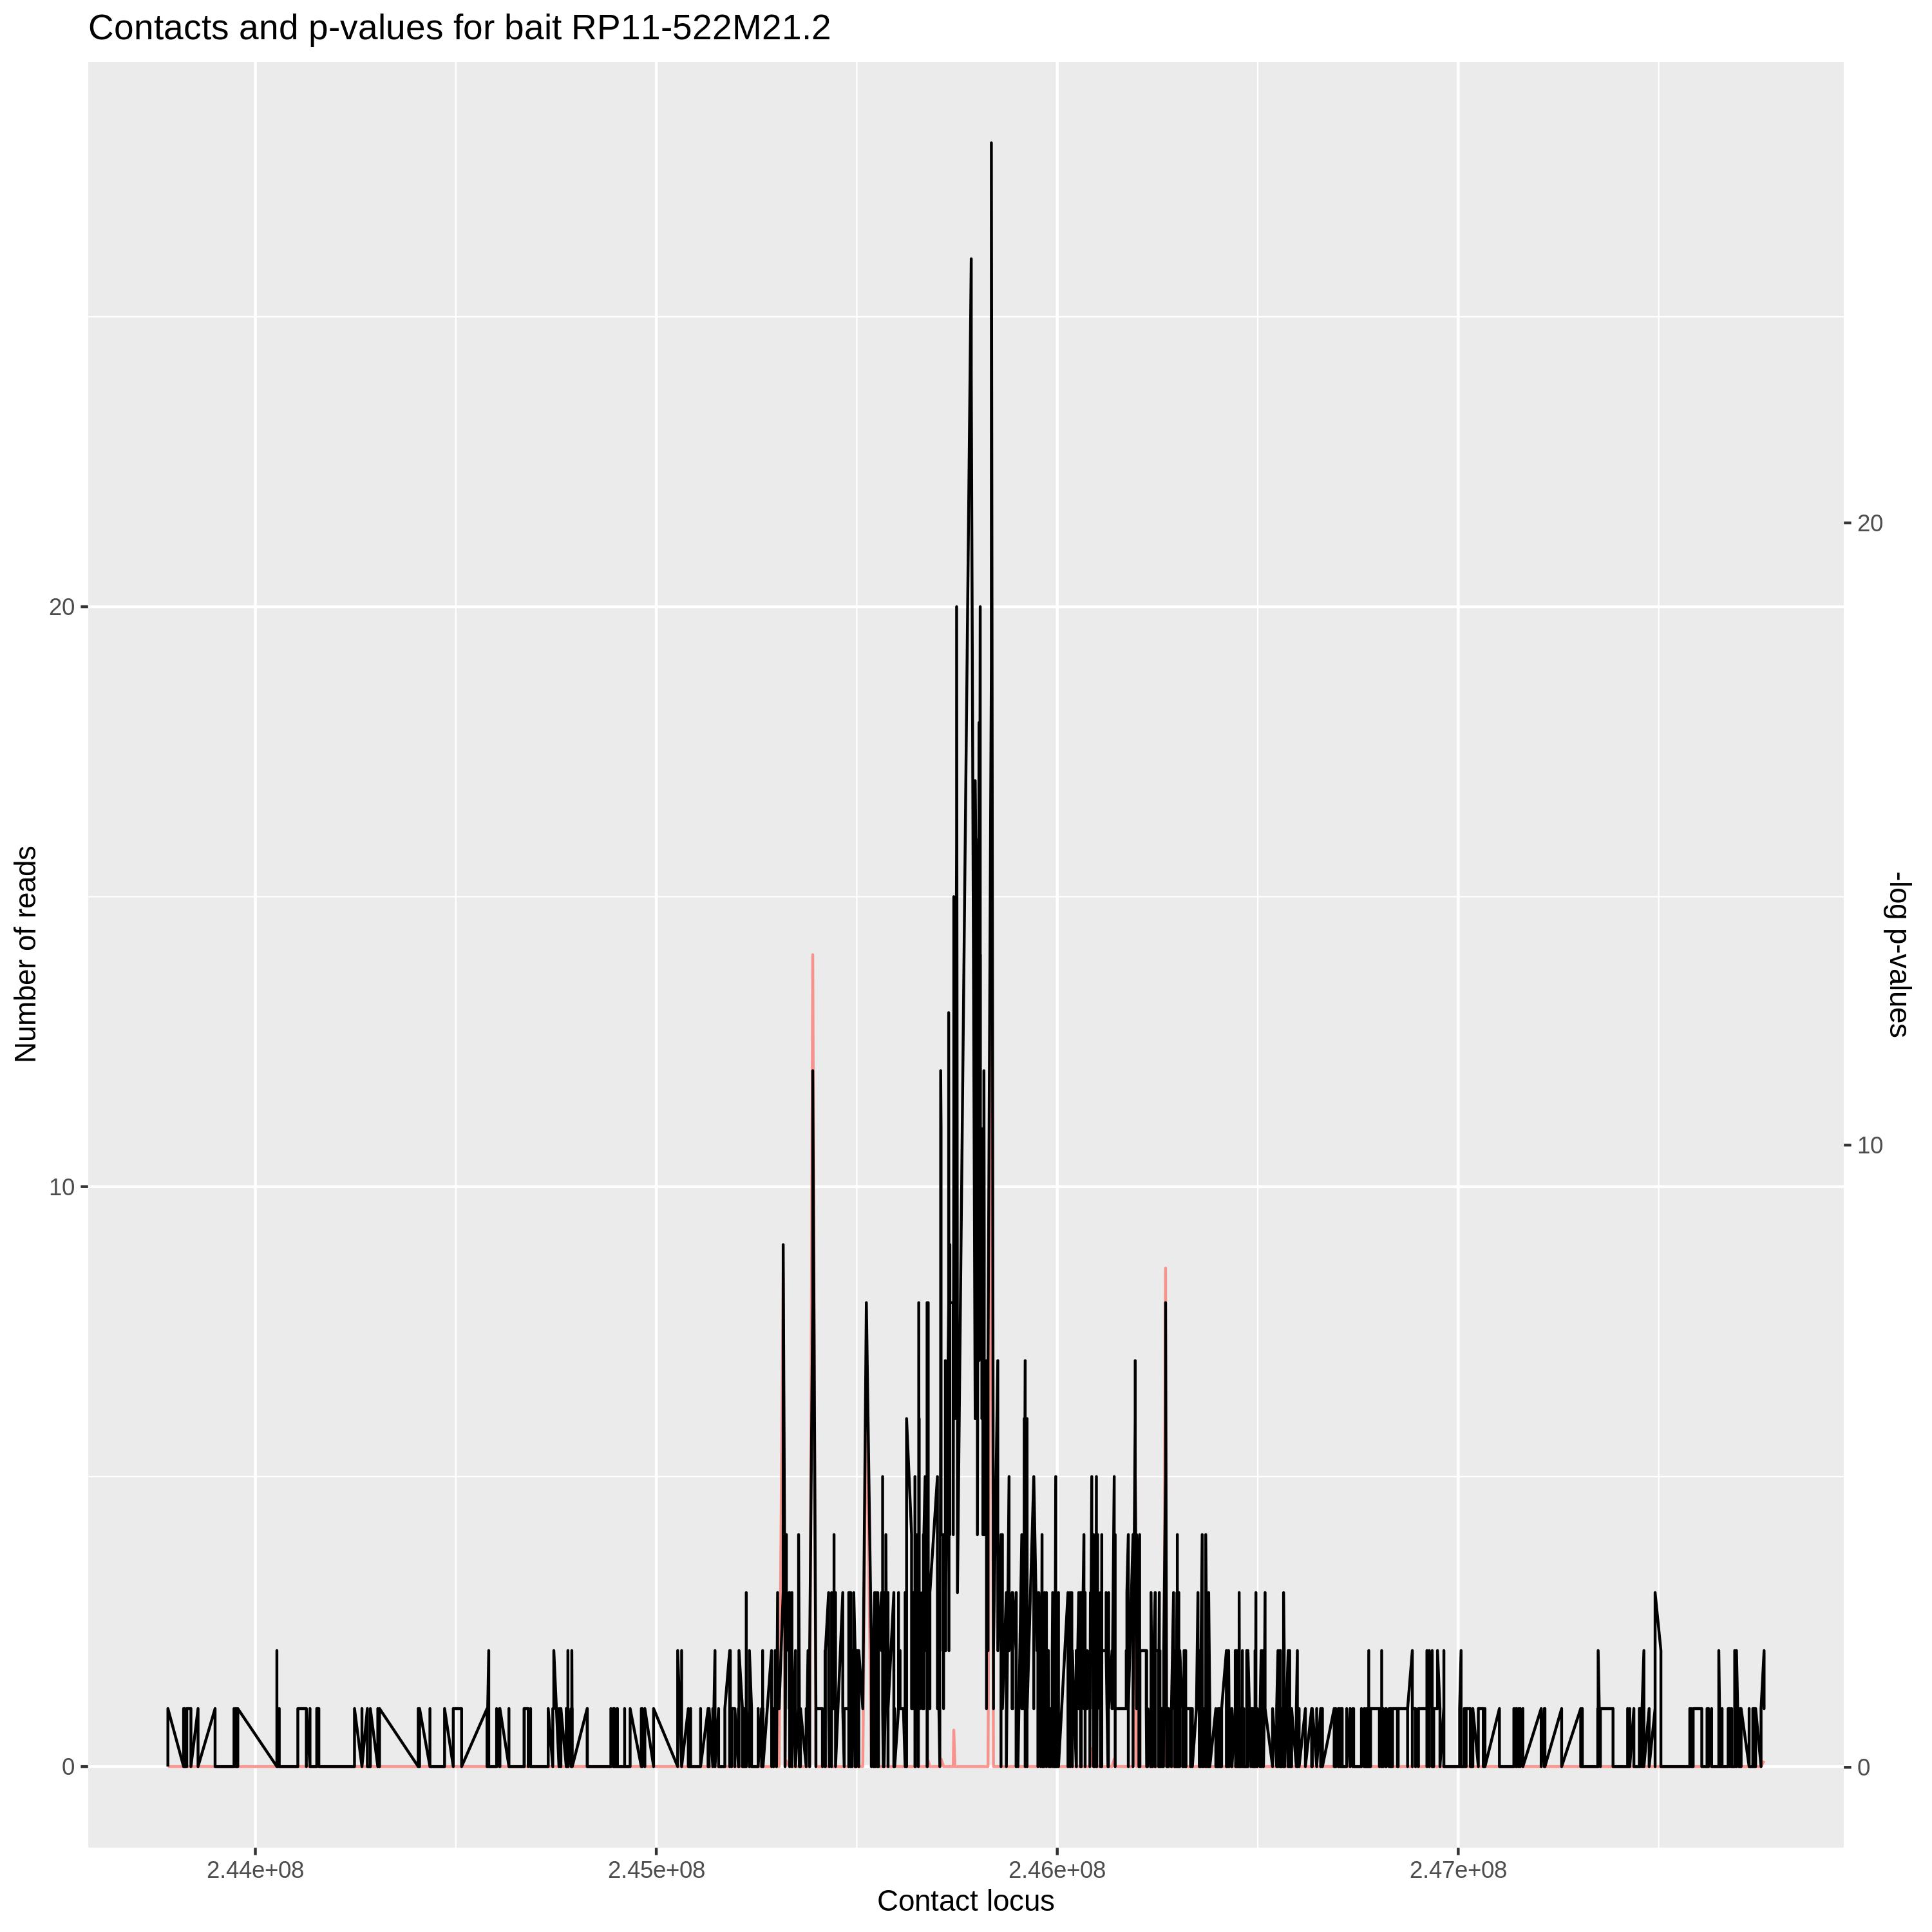 Contacts and p-values for bait RP11-522M21.2
Number of reads
20
10
0
20
10
0
-log p-values
2.44e+08 2.45e+08 2.46e+08 2.47e+08
Contact locus